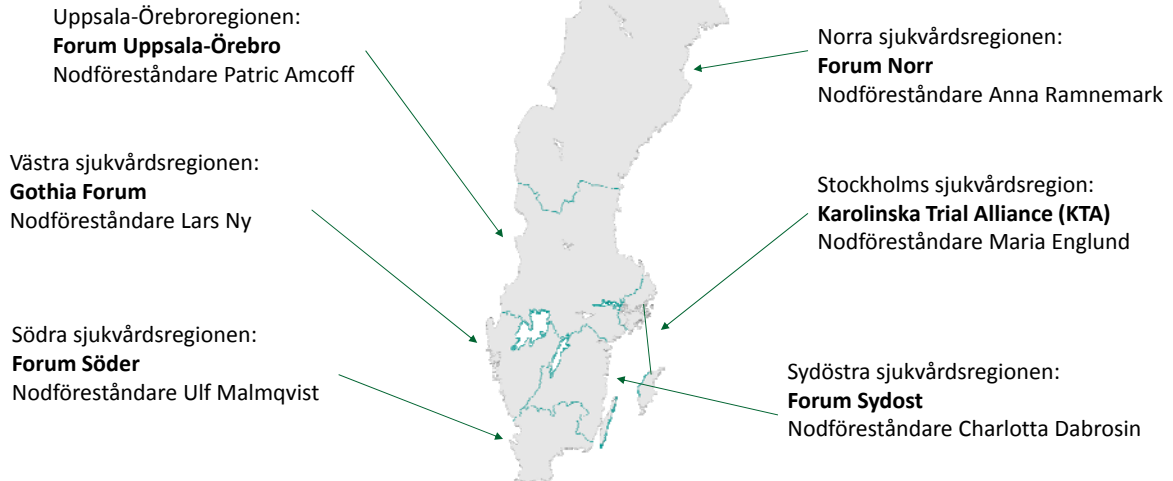 Uppsala-Örebroregionen:
Forum Uppsala-Örebro
Nodföreståndare Patric Amcoff
Västra sjukvårdsregionen:
Gothia Forum
Nodföreståndare Lars Ny
Södra sjukvårdsregionen:
Forum Söder
Nodföreståndare Ulf Malmqvist
Norra sjukvårdsregionen:
Forum Norr
Nodföreståndare Anna Ramnemark
Stockholms sjukvårdsregion:
Karolinska Trial Alliance (KTA)
Nodföreståndare Maria Englund
Sydöstra sjukvårdsregionen:
Forum Sydost
Nodföreståndare Charlotta Dabrosin